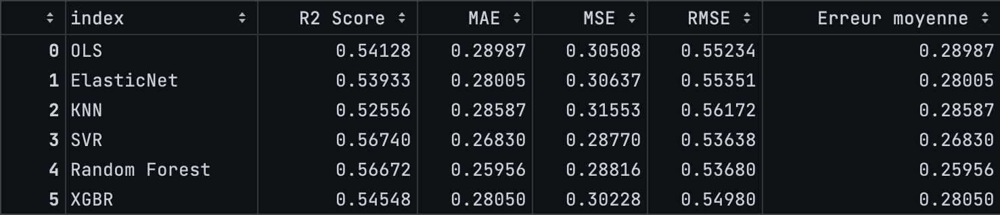 index R2 Score MAE MSE RMSE Erreur moyenne
0 OLS 0.54128 0.28987 0.30508 0.55234 0.28987
1 ElasticNet 0.53933 0.28005 0.30637 0.55351 0.28005
2 KNN 0.52556 0.28587 0.31553 0.56172 0.28587
3 SVR 0.56740 0.26830 0.28770 0.53638 0.26830
4 Random Forest 0.56672 0.25956 0.28816 0.53680 0.25956
5 XGBR 0.54548 0.28050 0.30228 0.54980 0.28050